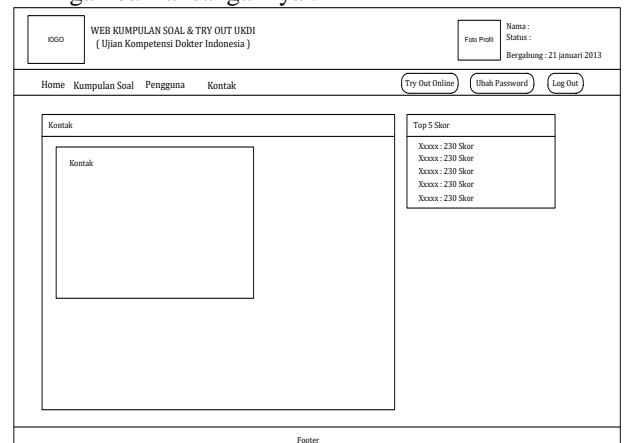 lOGO
WEB KUMPULAN SOAL & TRY OUT UKDI
( Ujian Kompetensi Dokter Indonesia )
Foto Profil
Nama :
Status :
Bergabung : 21 januari 2013
Home Kumpulan Soal Pengguna Kontak
Try Out Online
Ubah Password
Log Out
Kontak
Kontak
Top 5 Skor
Xxxxx : 230 Skor
Xxxxx : 230 Skor
Xxxxx : 230 Skor
Xxxxx : 230 Skor
Xxxxx : 230 Skor
Footer